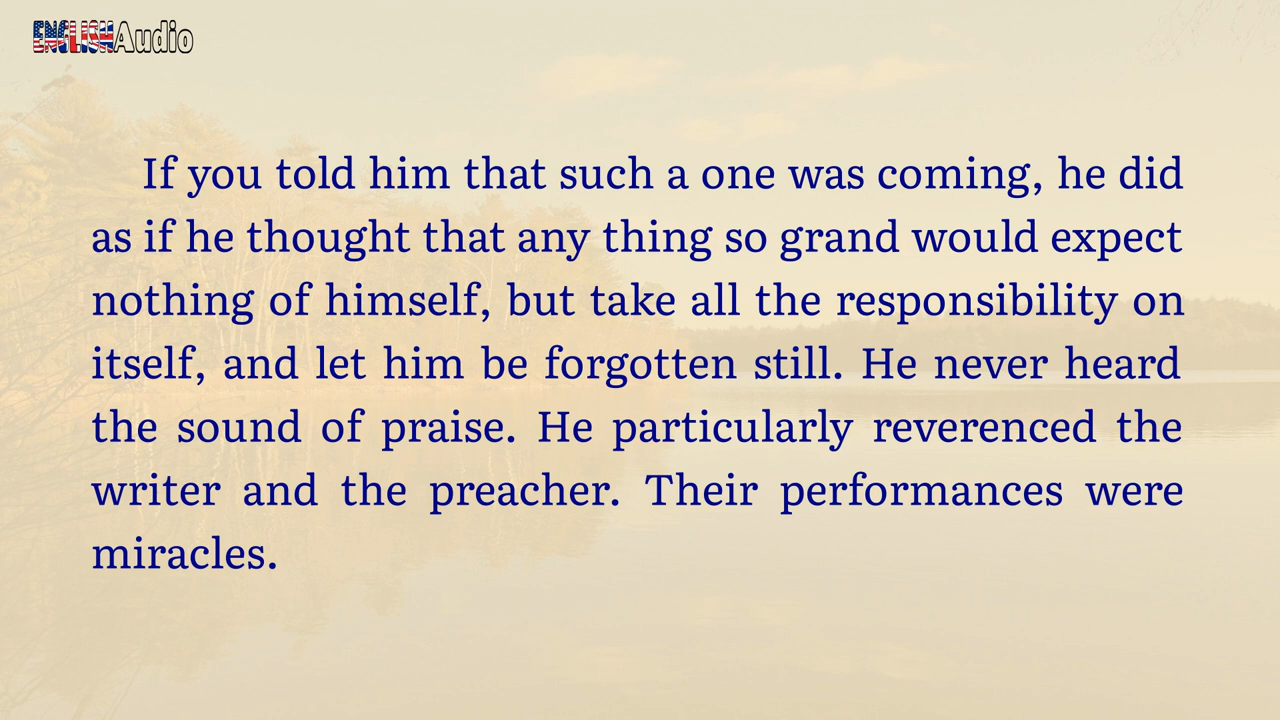 ENGLISHAudio
If you told him that such a one was coming, he did
as if he thought that any thing so grand would expect
nothing of himself, but take all the responsibility on
itself, and let him be forgotten still. He never heard
the sound of praise. He particularly reverenced the
writer and the preacher. Their performances were
miracles.